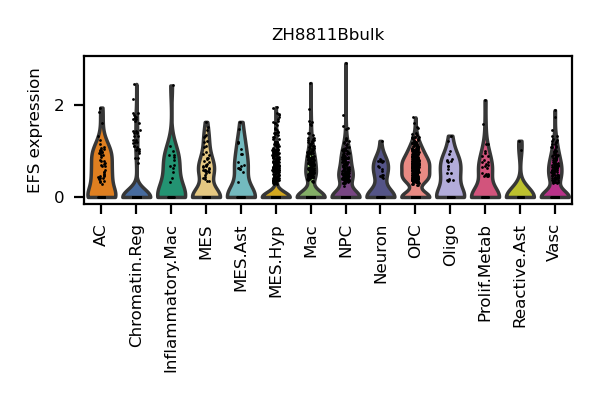 ZH8811Bbulk
EFS expression
2
0
AC
Chromatin.Reg
Inflammatory.Mac
MES
MES.Ast
MES.Hyp
Mac
NPC
Neuron
OPC
Oligo
Prolif.Metab
Reactive.Ast
Vasc